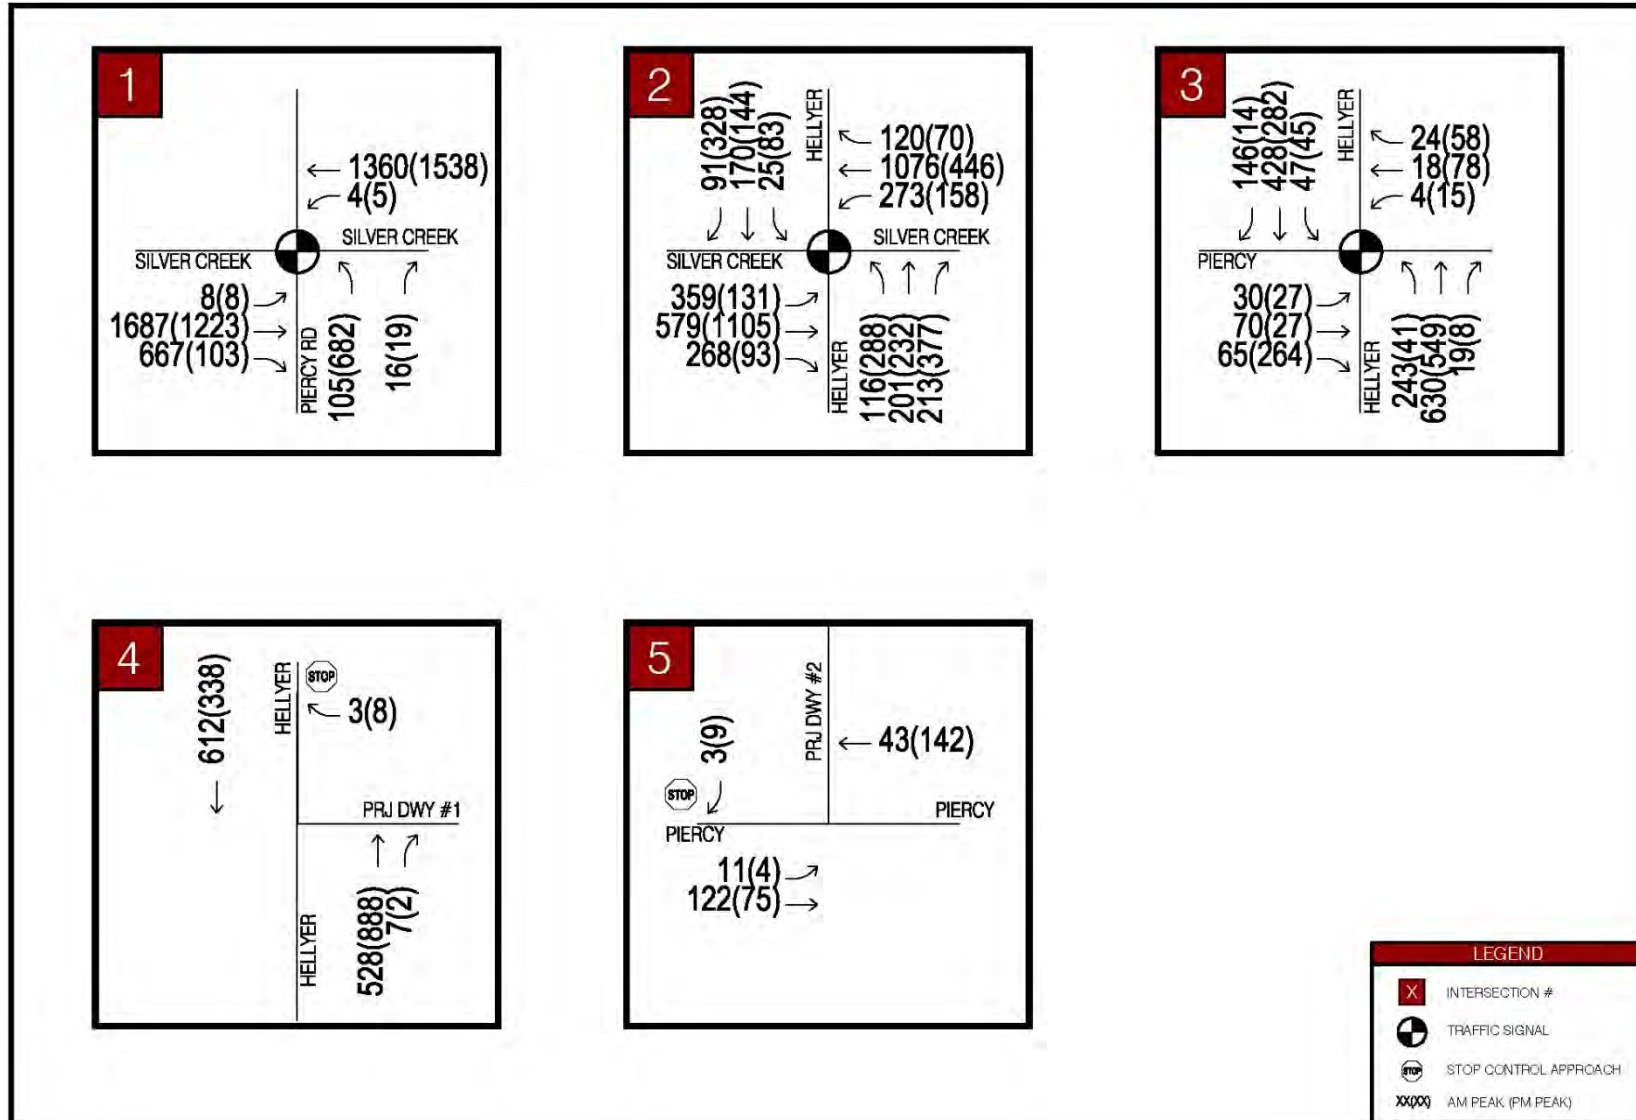 1
1360(1538)
4(5)
SILVER CREEK
SILVER CREEK
8(8)
1687(1223)
667(103)
PIERCY RD
105(682)
16(19)
2
91(328)
170(144)
25(83)
HELLYER
120(70)
1076(446)
273(158)
SILVER CREEK
SILVER CREEK
359(131)
579(1105)
268(93)
HELLYER
116(288)
201(232)
213(377)
3
146(14)
428(282)
47(45)
HELLYER
24(58)
18(78)
4(15)
PIERCY
30(27)
70(27)
65(264)
HELLYER
243(41)
630(549)
19(8)
4
612(338)
HELLYER
STOP
3(8)
PRJ DWY #1
HELLYER
528(888)
7(2)
5
3(9)
PRJ DWY #2
43(142)
STOP
PIERCY
PIERCY
11(4)
122(75)
LEGEND
X INTERSECTION #
TRAFFIC SIGNAL
STOP STOP CONTROL APPROACH
XX(XX) AM PEAK (PM PEAK)